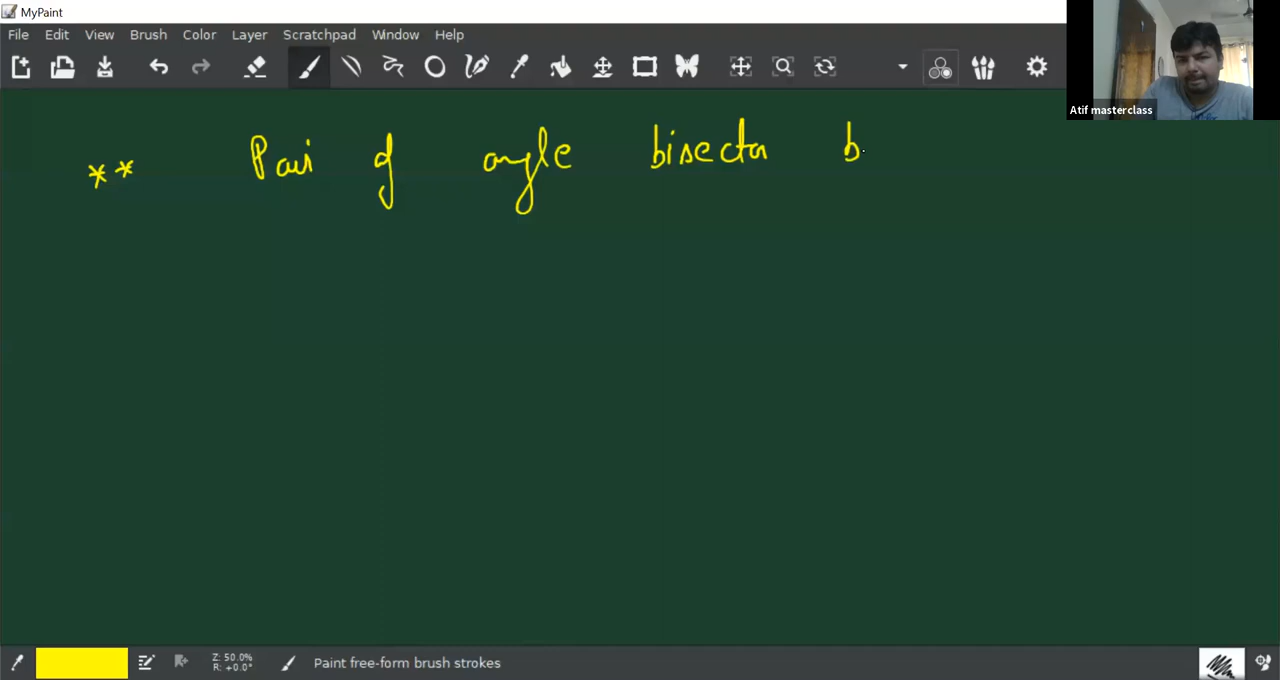 MyPaint
File Edit View Brush Color Layer Scratchpad Window Help
Atif masterclass
** Pair of angle bisector b
Z: 50.0%
R: +0.0°
Paint free-form brush strokes